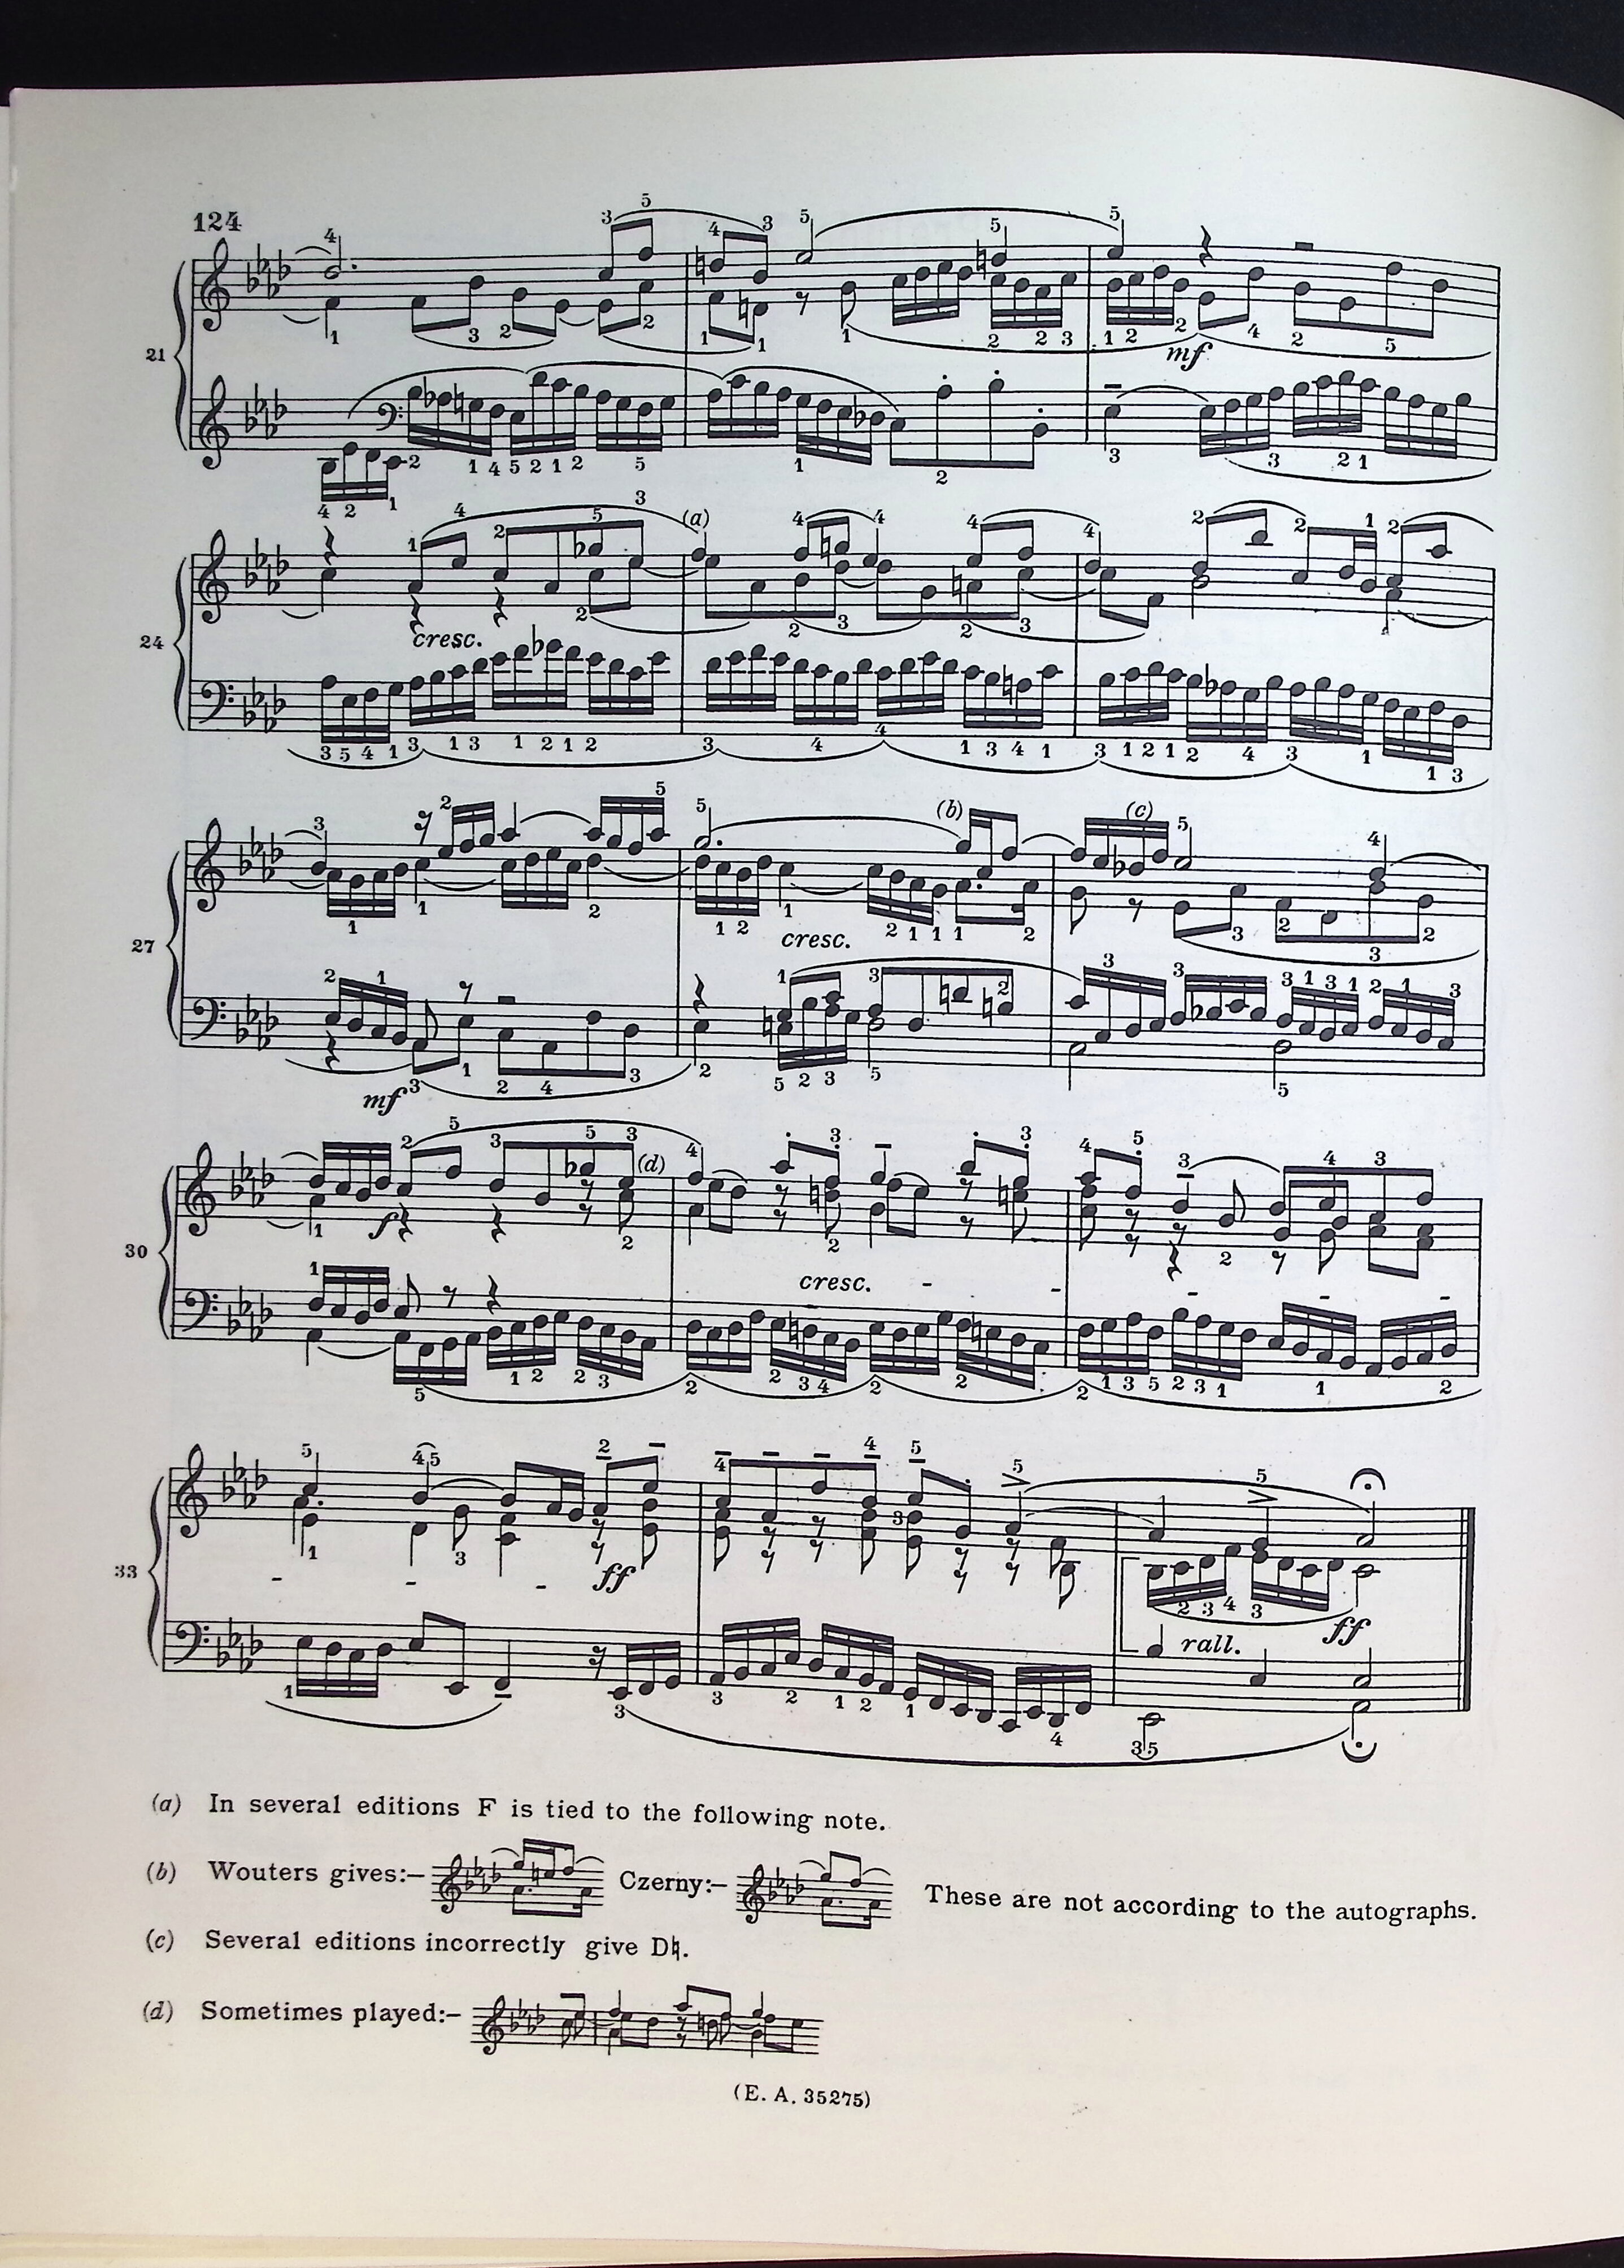 124
21
mf
(a)
24
cresc.
(b) (c)
27
cresc.
mf
(d)
30
f
cresc.
33
ff
rall. ff
(a) In several editions F is tied to the following note.
(b) Wouters gives:– Czerny:– These are not according to the autographs.
(c) Several editions incorrectly give D♮.
(d) Sometimes played:–
(E. A. 35275)